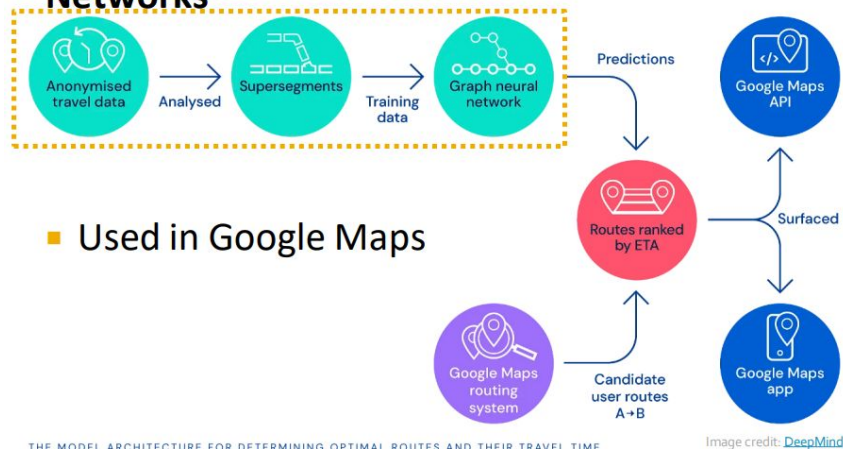 Networks
Anonymised
travel data
Analysed
Supersegments
Training
data
Graph neural
network
Predictions
Google Maps
API
Routes ranked
by ETA
Surfaced
Used in Google Maps
Google Maps
routing
system
Candidate
user routes
A→B
Google Maps
app
THE MODEL ARCHITECTURE FOR DETERMINING OPTIMAL ROUTES AND THEIR TRAVEL TIME
Image credit: DeepMind